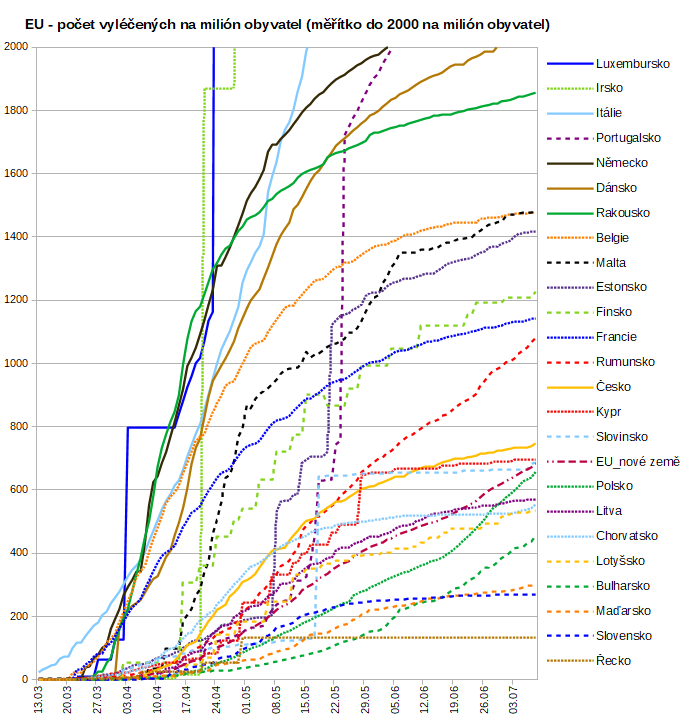 EU - počet vyléčených na milión obyvatel (měřítko do 2000 na milión obyvatel)
2000
1800
1600
1400
1200
1000
800
600
400
200
0
13.03
20.03
27.03
03.04
10.04
17.04
24.04
01.05
08.05
15.05
22.05
29.05
05.06
12.06
19.06
26.06
03.07
Luxembursko
Irsko
Itálie
Portugalsko
Německo
Dánsko
Rakousko
Belgie
Malta
Estonsko
Finsko
Francie
Rumunsko
Česko
Kypr
Slovinsko
EU_nové země
Polsko
Litva
Chorvatsko
Lotyšsko
Bulharsko
Maďarsko
Slovensko
Řecko